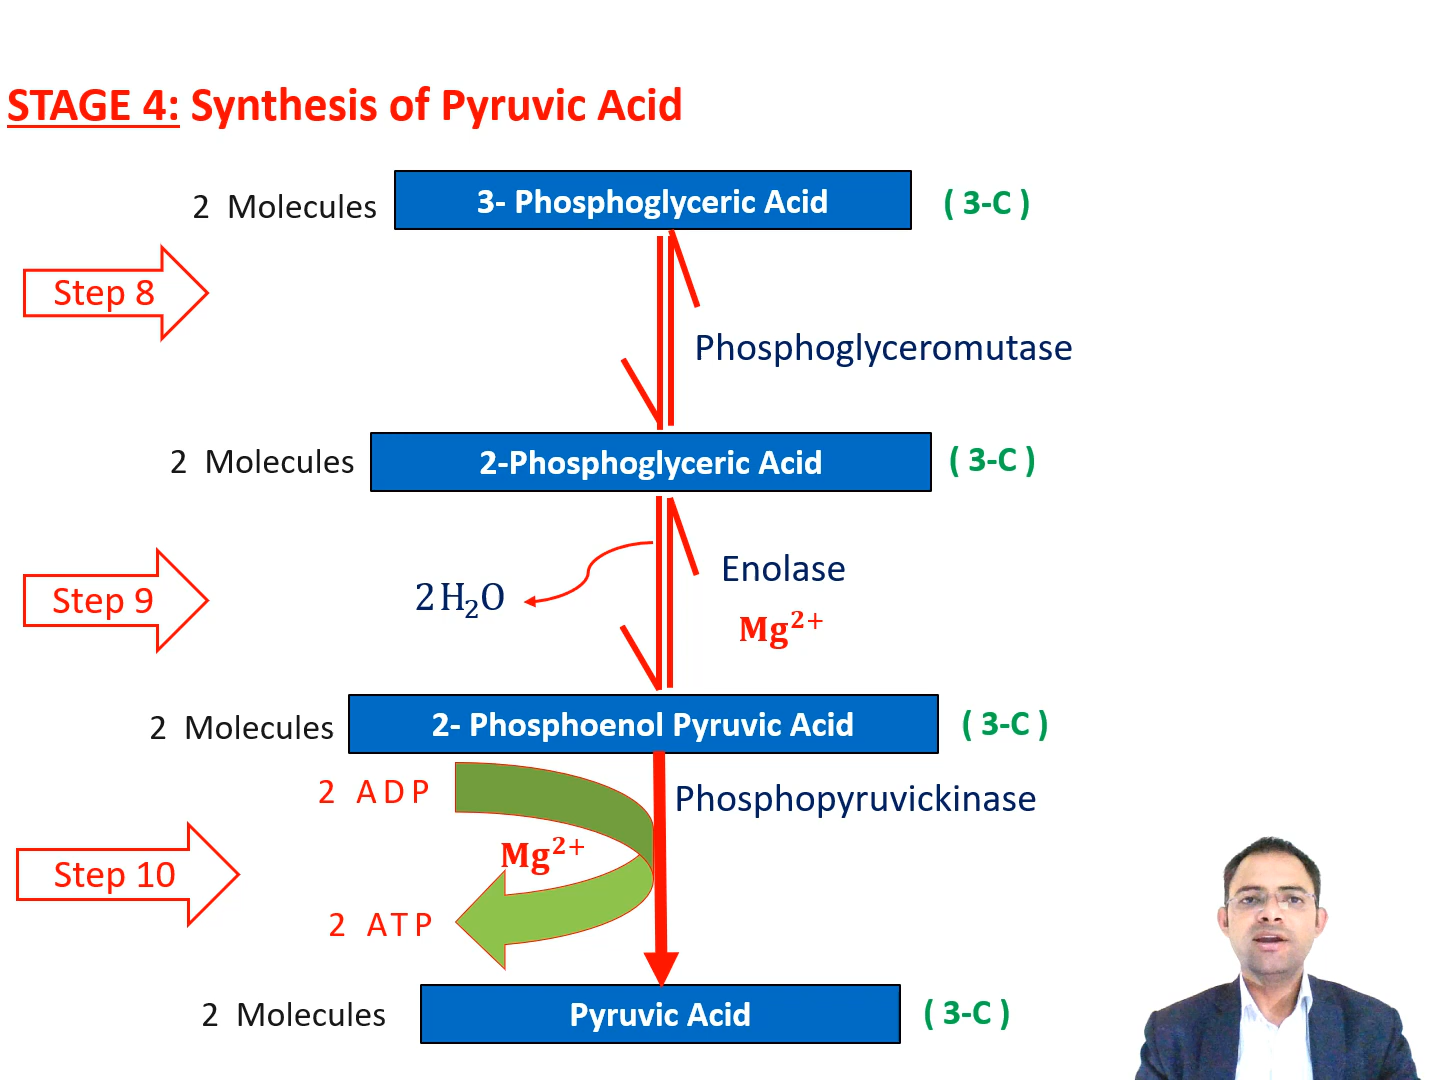 STAGE 4: Synthesis of Pyruvic Acid
2 Molecules 3- Phosphoglyceric Acid ( 3-C )
Step 8
Phosphoglyceromutase
2 Molecules 2-Phosphoglyceric Acid ( 3-C )
Enolase
Step 9 2H₂O
Mg²⁺
2 Molecules 2- Phosphoenol Pyruvic Acid ( 3-C )
2 ADP Phosphopyruvickinase
Mg²⁺
Step 10
2 ATP
2 Molecules Pyruvic Acid ( 3-C )